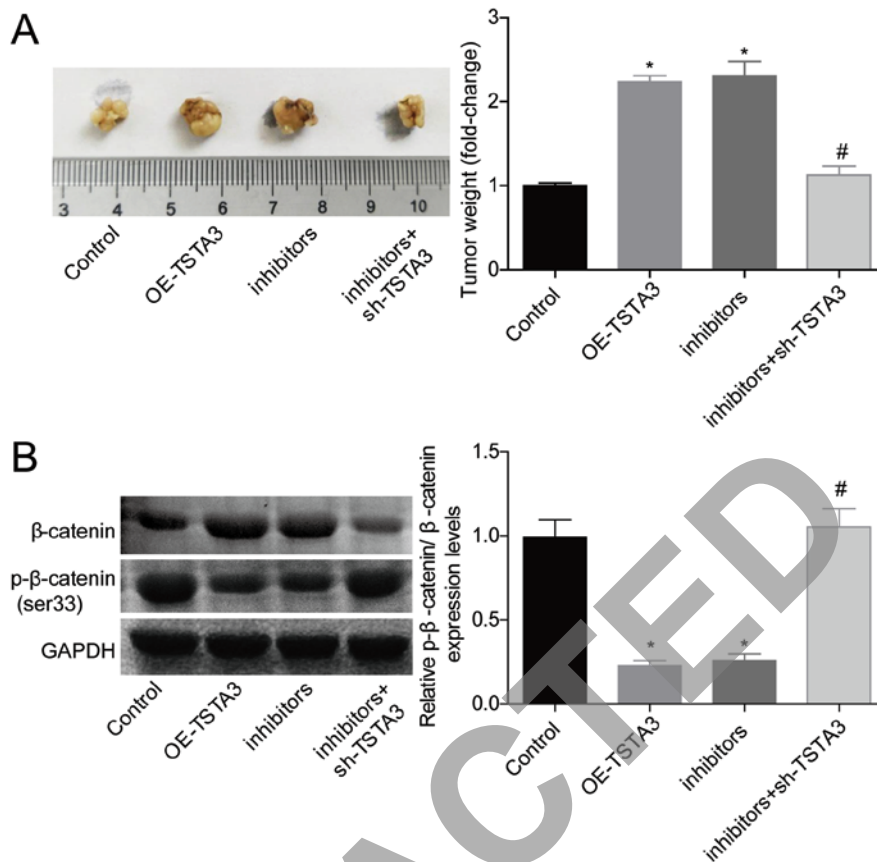 A
3 4 5 6 7 8 9 10
Control
OE-TSTA3
inhibitors
inhibitors+
sh-TSTA3
Tumor weight (fold-change)
3
2
1
0
*
*
#
Control
OE-TSTA3
inhibitors
inhibitors+sh-TSTA3
B
β-catenin
p-β-catenin
(ser33)
GAPDH
Control
OE-TSTA3
inhibitors
inhibitors+
sh-TSTA3
Relative p-β -catenin/ β -catenin
expression levels
1.5
1.0
0.5
0.0
*
*
#
Control
OE-TSTA3
inhibitors
inhibitors+sh-TSTA3
ACTED